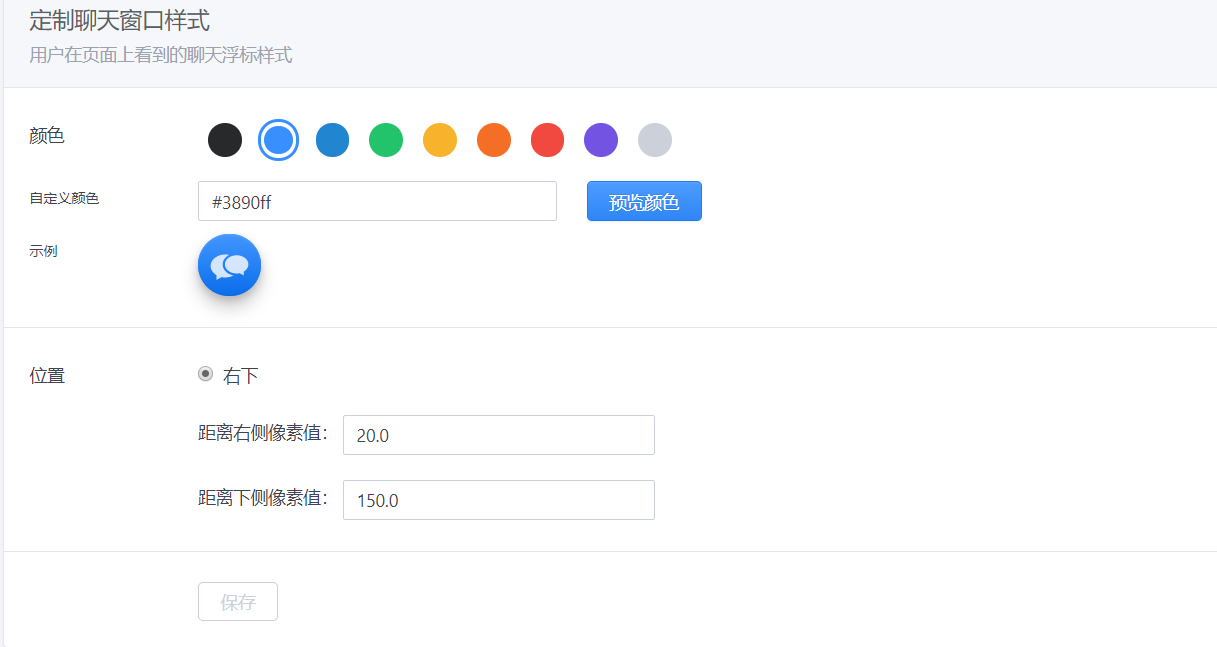 定制聊天窗口样式
用户在页面上看到的聊天浮标样式
颜色
自定义颜色 #3890ff 预览颜色
示例
位置 右下
距离右侧像素值： 20.0
距离下侧像素值： 150.0
保存